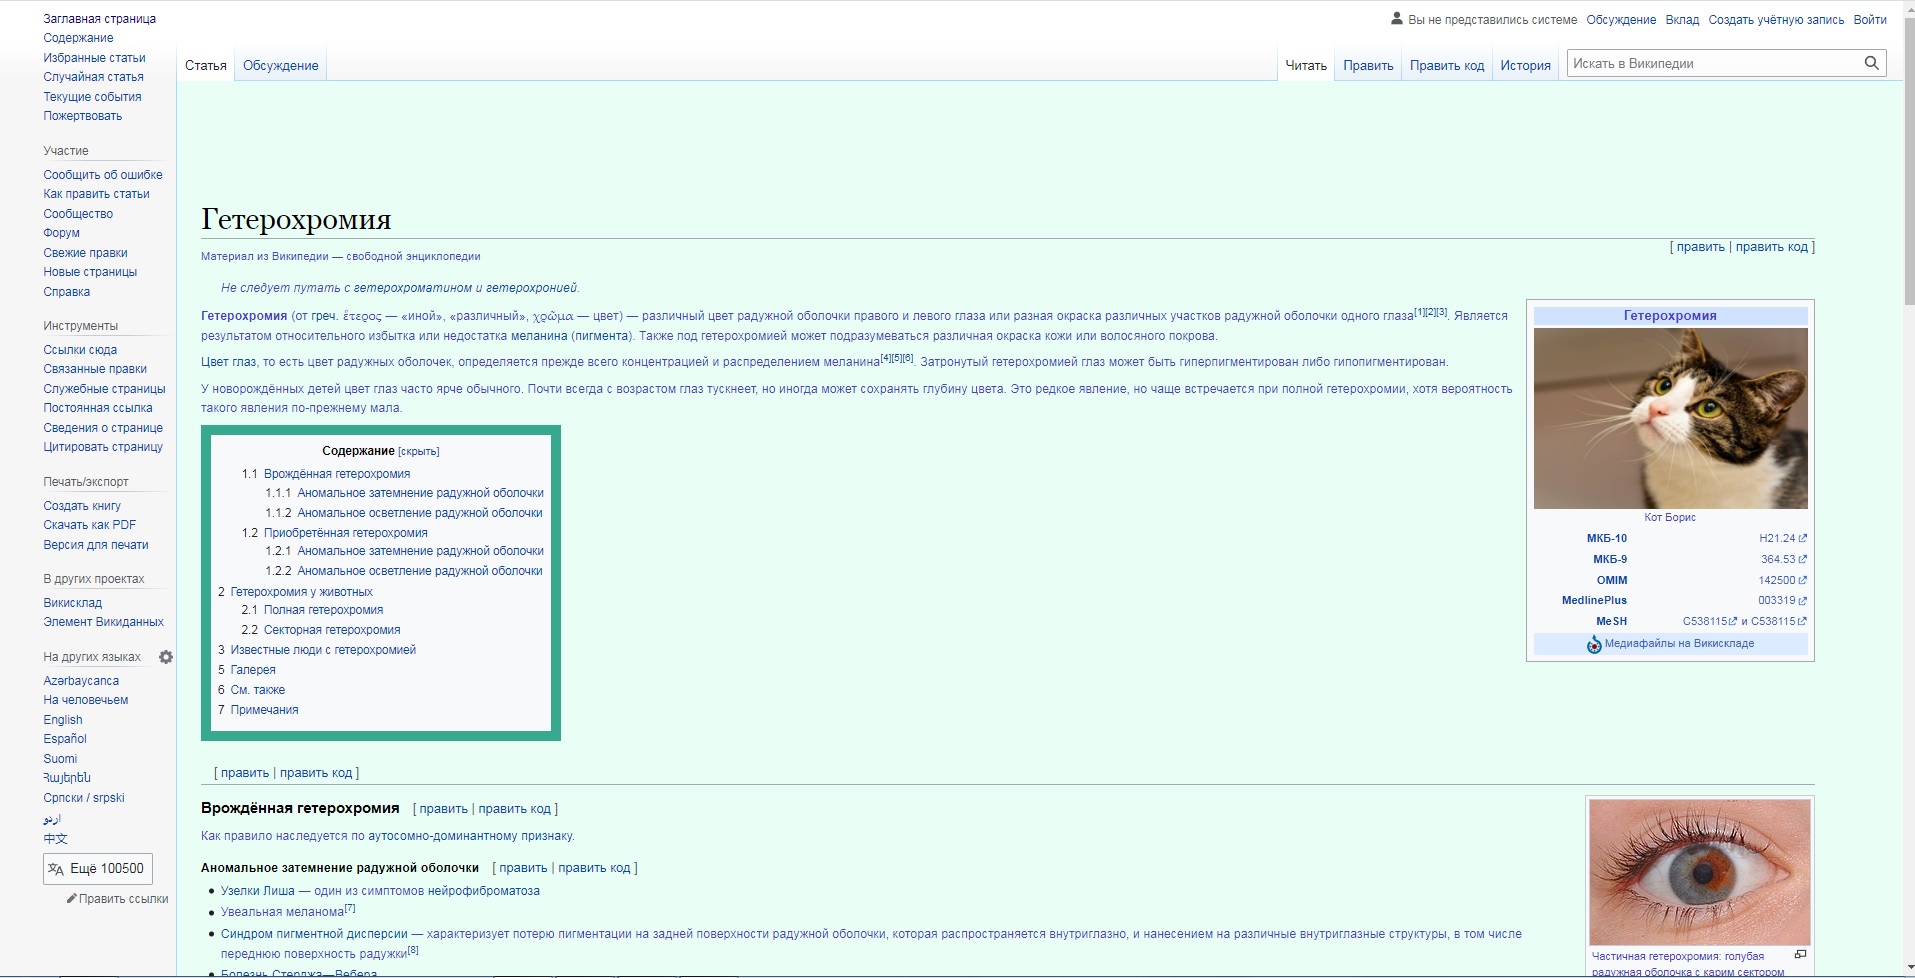 Заглавная страница
Содержание
Избранные статьи
Случайная статья
Текущие события
Пожертвовать
Участие
Сообщить об ошибке
Как править статьи
Сообщество
Форум
Свежие правки
Новые страницы
Справка
Инструменты
Ссылки сюда
Связанные правки
Служебные страницы
Постоянная ссылка
Сведения о странице
Цитировать страницу
Печать/экспорт
Создать книгу
Скачать как PDF
Версия для печати
В других проектах
Викисклад
Элемент Викиданных
На других языках
Azərbaycanca
На человечьем
English
Español
Suomi
Հայերեն
Српски / srpski
اردو
中文
Ещё 100500
Править ссылки
Вы не представились системе Обсуждение Вклад Создать учётную запись Войти
Статья Обсуждение Читать Править Править код История Искать в Википедии
Гетерохромия
[ править | править код ]
Материал из Википедии — свободной энциклопедии
Не следует путать с гетерохроматином и гетерохронией.
Гетерохромия (от греч. ἕτερος — «иной», «различный», χρῶμα — цвет) — различный цвет радужной оболочки правого и левого глаза или разная окраска различных участков радужной оболочки одного глаза[1][2][3]. Является
результатом относительного избытка или недостатка меланина (пигмента). Также под гетерохромией может подразумеваться различная окраска кожи или волосяного покрова.
Цвет глаз, то есть цвет радужных оболочек, определяется прежде всего концентрацией и распределением меланина[4][5][6]. Затронутый гетерохромией глаз может быть гиперпигментирован либо гипопигментирован.
У новорождённых детей цвет глаз часто ярче обычного. Почти всегда с возрастом глаз тускнеет, но иногда может сохранять глубину цвета. Это редкое явление, но чаще встречается при полной гетерохромии, хотя вероятность
такого явления по-прежнему мала.
Содержание [скрыть]
1.1 Врождённая гетерохромия
1.1.1 Аномальное затемнение радужной оболочки
1.1.2 Аномальное осветление радужной оболочки
1.2 Приобретённая гетерохромия
1.2.1 Аномальное затемнение радужной оболочки
1.2.2 Аномальное осветление радужной оболочки
2 Гетерохромия у животных
2.1 Полная гетерохромия
2.2 Секторная гетерохромия
3 Известные люди с гетерохромией
5 Галерея
6 См. также
7 Примечания
Гетерохромия
Кот Борис
МКБ-10 H21.24
МКБ-9 364.53
OMIM 142500
MedlinePlus 003319
MeSH C538115 и C538115
Медиафайлы на Викискладе
[ править | править код ]
Врождённая гетерохромия [ править | править код ]
Как правило наследуется по аутосомно-доминантному признаку.
Аномальное затемнение радужной оболочки [ править | править код ]
Узелки Лиша — один из симптомов нейрофиброматоза
Увеальная меланома[7]
Синдром пигментной дисперсии — характеризует потерю пигментации на задней поверхности радужной оболочки, которая распространяется внутриглазно, и нанесением на различные внутриглазные структуры, в том числе
переднюю поверхность радужки[8]
Болезнь Стерджа—Вебера
Частичная гетерохромия: голубая
радужная оболочка с карим сектором